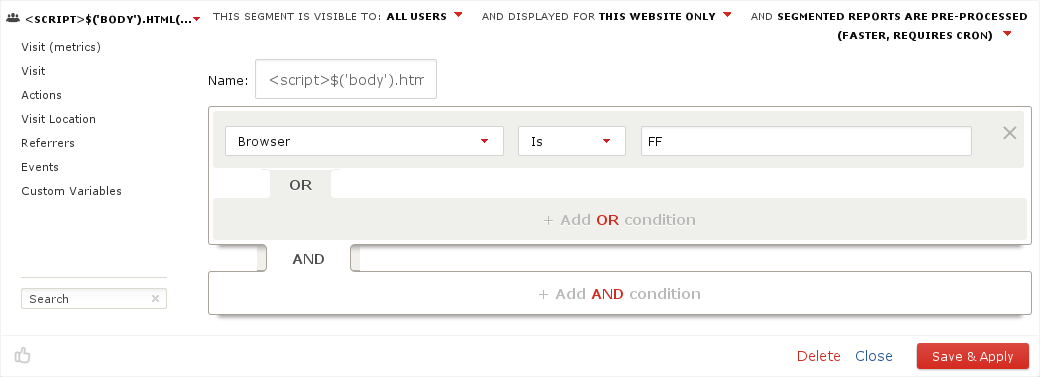 <SCRIPT>$('BODY').HTML(...
THIS SEGMENT IS VISIBLE TO: ALL USERS
AND DISPLAYED FOR THIS WEBSITE ONLY
AND SEGMENTED REPORTS ARE PRE-PROCESSED
(FASTER, REQUIRES CRON)
Visit (metrics)
Visit
Actions
Visit Location
Referrers
Events
Custom Variables
Search
Name: <script>$('body').htm
Browser
Is
FF
OR
+ Add OR condition
AND
+ Add AND condition
Delete
Close
Save & Apply